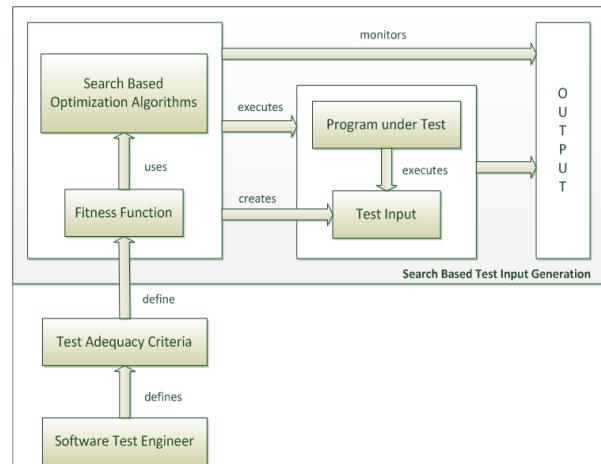 monitors
Search Based
Optimization Algorithms
executes
Program under Test
uses
executes
Fitness Function
creates
Test Input
O
U
T
P
U
T
Search Based Test Input Generation
define
Test Adequacy Criteria
defines
Software Test Engineer